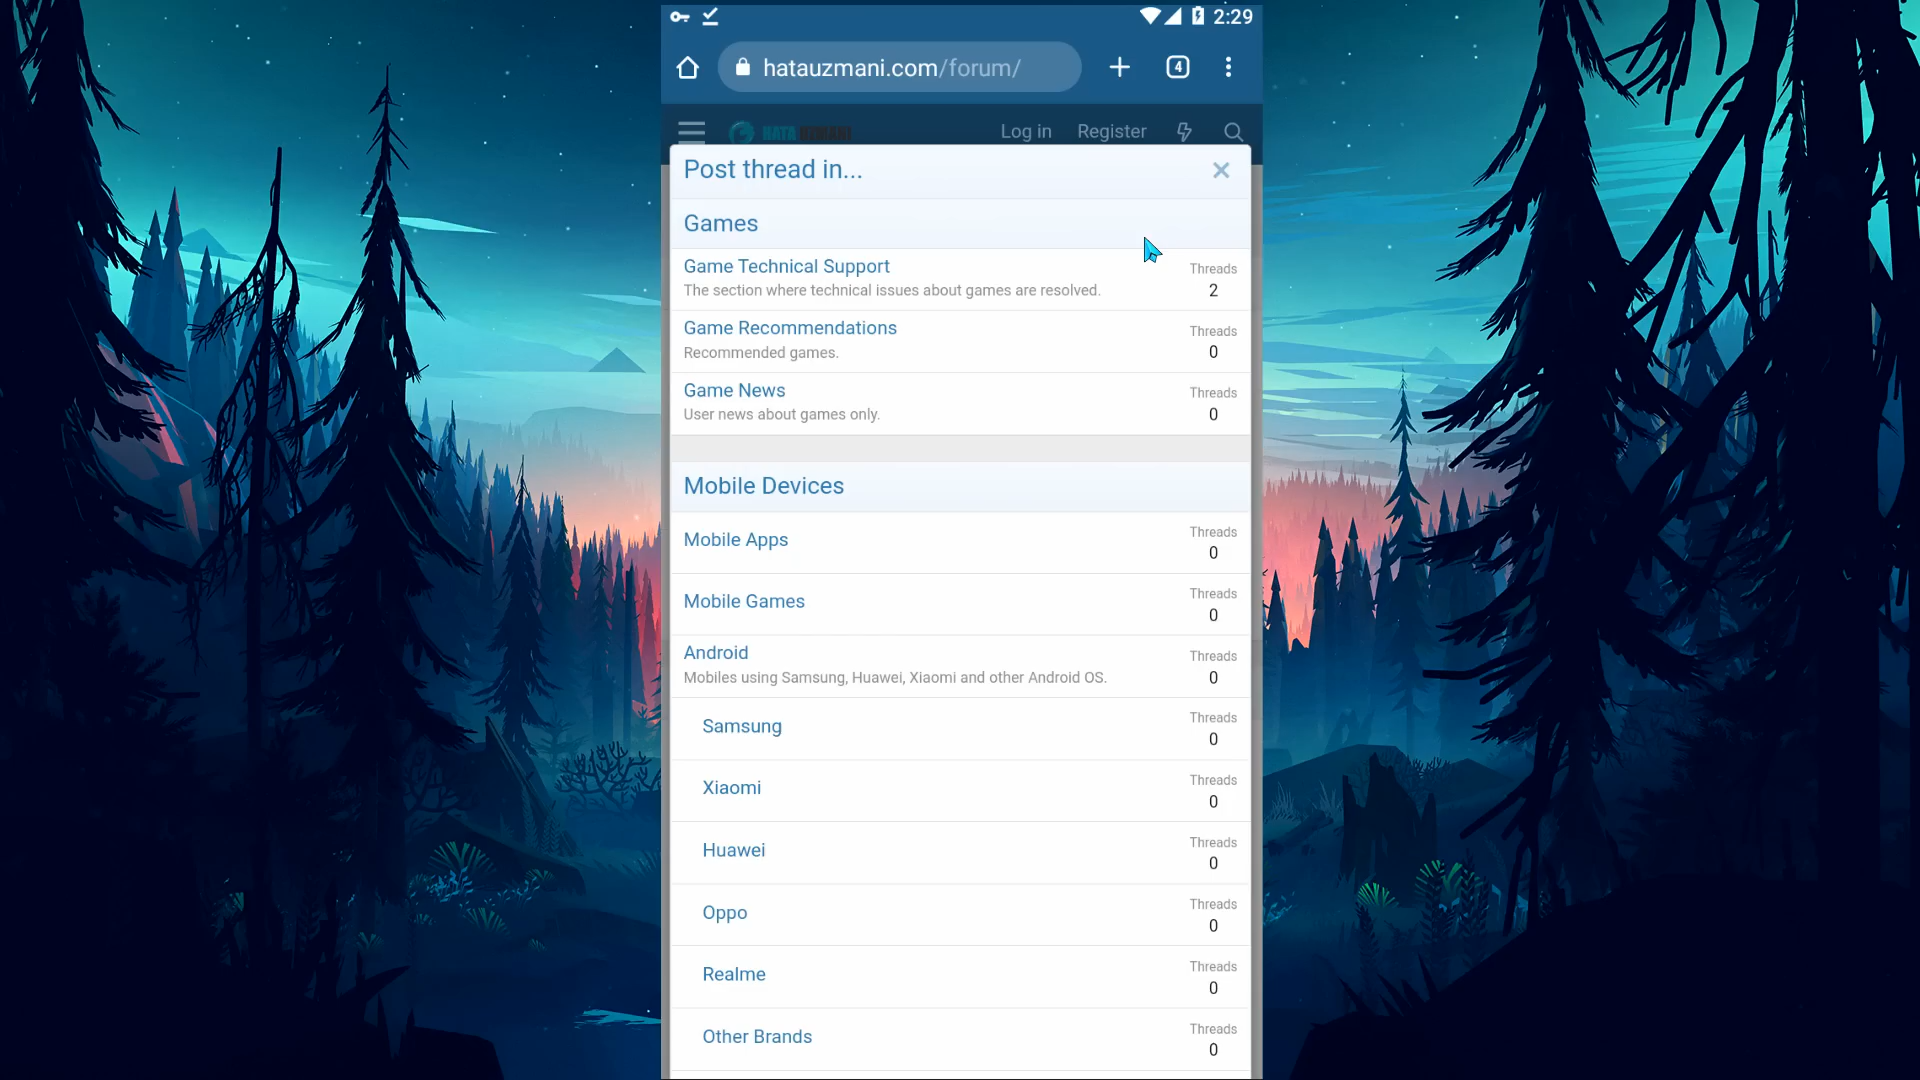 2:29
hatauzmani.com/forum/
4
HATA UZMANI
Log in
Register
Post thread in...
Games
Game Technical Support
The section where technical issues about games are resolved.
Threads
2
Game Recommendations
Recommended games.
Threads
0
Game News
User news about games only.
Threads
0
Mobile Devices
Mobile Apps
Threads
0
Mobile Games
Threads
0
Android
Mobiles using Samsung, Huawei, Xiaomi and other Android OS.
Threads
0
Samsung
Threads
0
Xiaomi
Threads
0
Huawei
Threads
0
Oppo
Threads
0
Realme
Threads
0
Other Brands
Threads
0